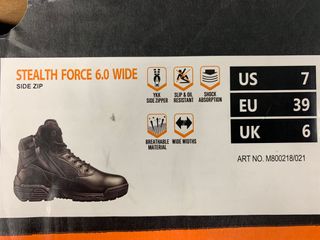 STEALTH FORCE 6.0 WIDE
SIDE ZIP
YKK
SIDE ZIPPER
SLIP & OIL
RESISTANT
SHOCK
ABSORPTION
BREATHABLE
MATERIAL
WIDE WIDTHS
US 7
EU 39
UK 6
ART NO. M800218/021